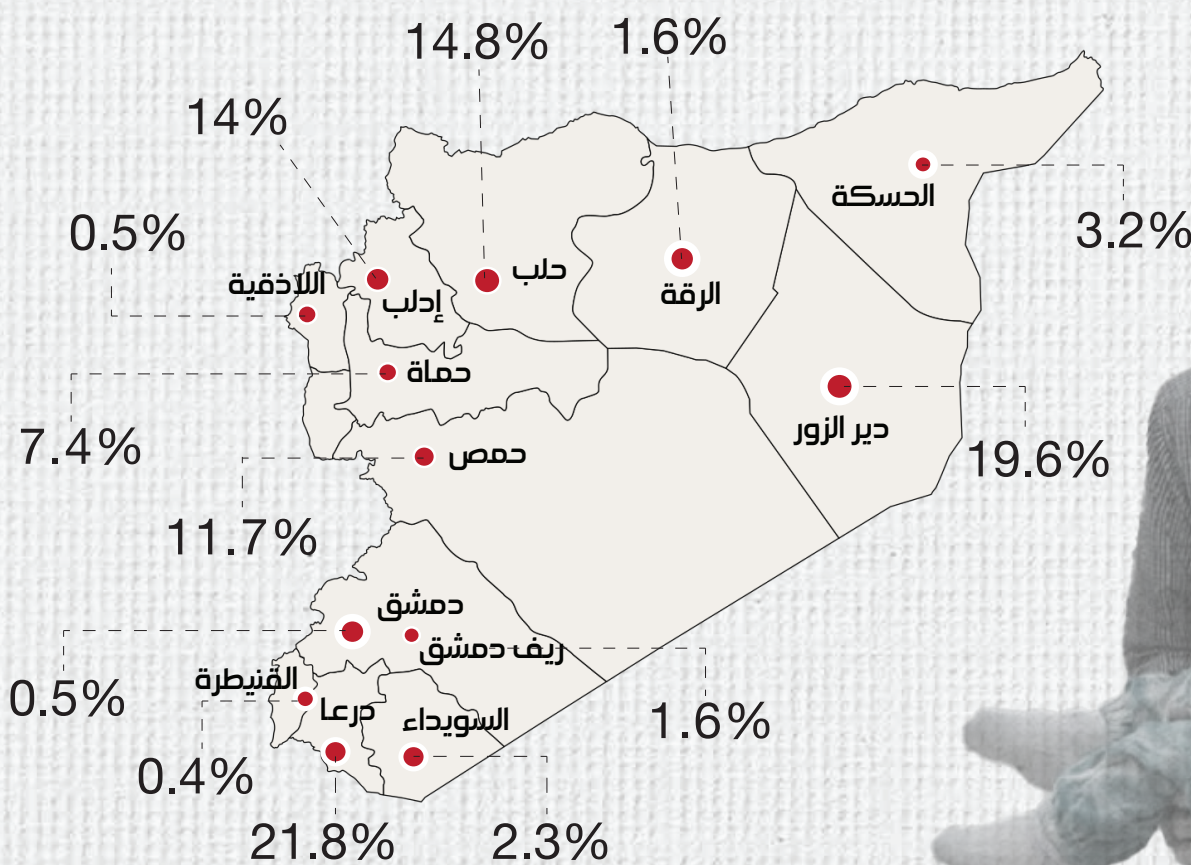 14.8%
1.6%
14%
الحسكة
0.5%
3.2%
حلب
اللاذقية
الرقة
إدلب
حماة
دير الزور
7.4%
حمص
19.6%
11.7%
دمشق
ريف دمشق
القنيطرة
0.5%
درعا
السويداء
1.6%
0.4%
21.8%
2.3%